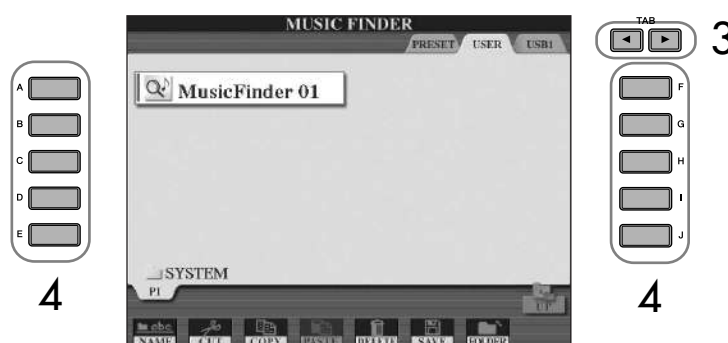 MUSIC FINDER
TAB
PRESET USER USB1
3
A
MusicFinder 01
F
B
G
C
H
D
I
E
J
SYSTEM
4
P1
UP
4
NAME CUT COPY PASTE DELETE SAVE FOLDER